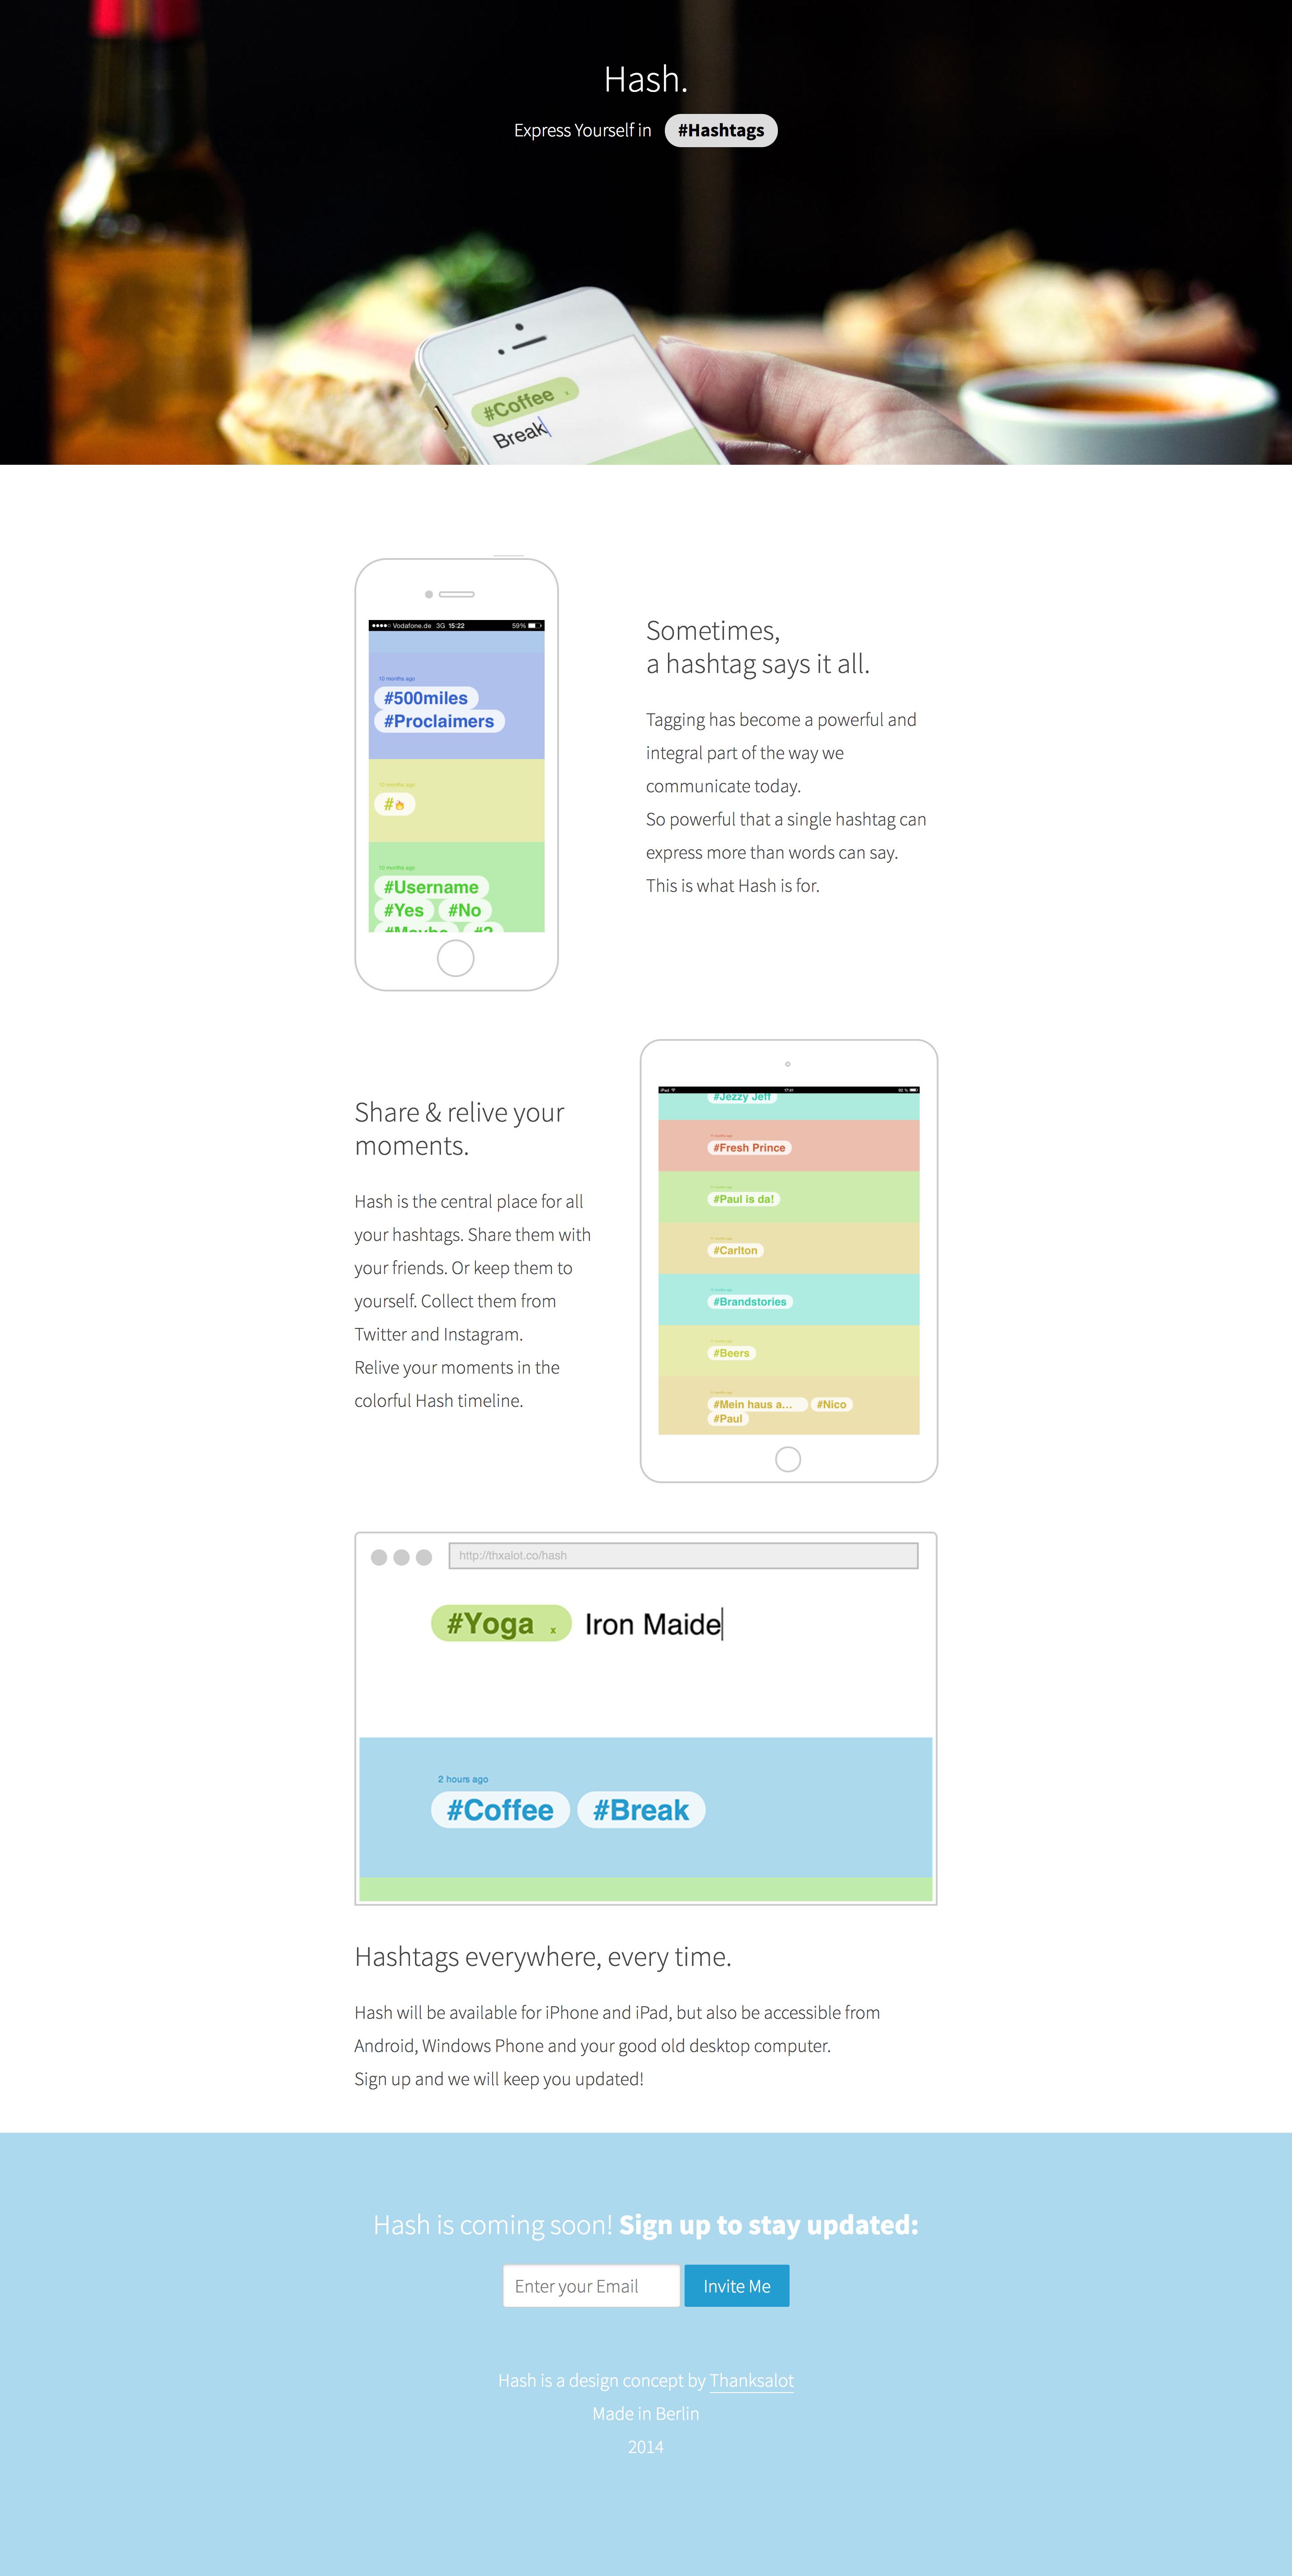 Hash.
Express Yourself in #Hashtags
#Coffee x
Break
Vodafone.de 3G 15:22 59%
10 months ago
#500miles
#Proclaimers
10 months ago
#🔥
10 months ago
#Username
#Yes #No
#Maybe #?
Sometimes,
a hashtag says it all.
Tagging has become a powerful and
integral part of the way we
communicate today.
So powerful that a single hashtag can
express more than words can say.
This is what Hash is for.
Share & relive your
moments.
Hash is the central place for all
your hashtags. Share them with
your friends. Or keep them to
yourself. Collect them from
Twitter and Instagram.
Relive your moments in the
colorful Hash timeline.
iPad 17:41 92 %
#Jezzy Jeff
#Fresh Prince
#Paul is da!
#Carlton
#Brandstories
#Beers
#Mein haus a... #Nico
#Paul
http://thxalot.co/hash
#Yoga x Iron Maide
2 hours ago
#Coffee #Break
Hashtags everywhere, every time.
Hash will be available for iPhone and iPad, but also be accessible from
Android, Windows Phone and your good old desktop computer.
Sign up and we will keep you updated!
Hash is coming soon! Sign up to stay updated:
Enter your Email Invite Me
Hash is a design concept by Thanksalot
Made in Berlin
2014